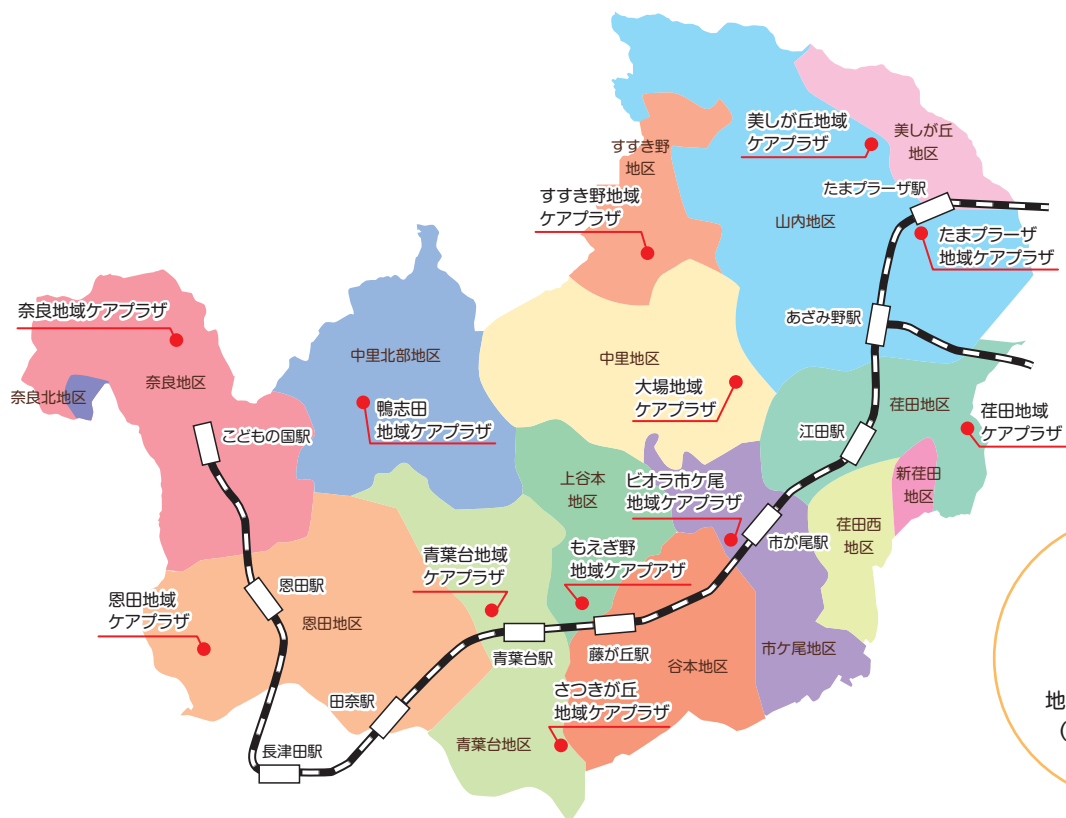 美しが丘地域
ケアプラザ
美しが丘
地区
すすき野
地区
たまプラーザ駅
すすき野地域
ケアプラザ
山内地区
たまプラーザ
地域ケアプラザ
奈良地域ケアプラザ
あざみ野駅
中里北部地区
中里地区
奈良地区
奈良北地区
大場地域
ケアプラザ
鴨志田
地域ケアプラザ
荏田地区
荏田地域
ケアプラザ
こどもの国駅
江田駅
上谷本
地区
ビオラ市ケ尾
地域ケアプラザ
新荏田
地区
荏田西
地区
市が尾駅
青葉台地域
ケアプラザ
もえぎ野
地域ケアプアザ
恩田駅
恩田地域
ケアプラザ
恩田地区
青葉台駅
藤が丘駅
谷本地区
市ケ尾地区
田奈駅
さつきが丘
地域ケアプラザ
長津田駅
青葉台地区
地
(